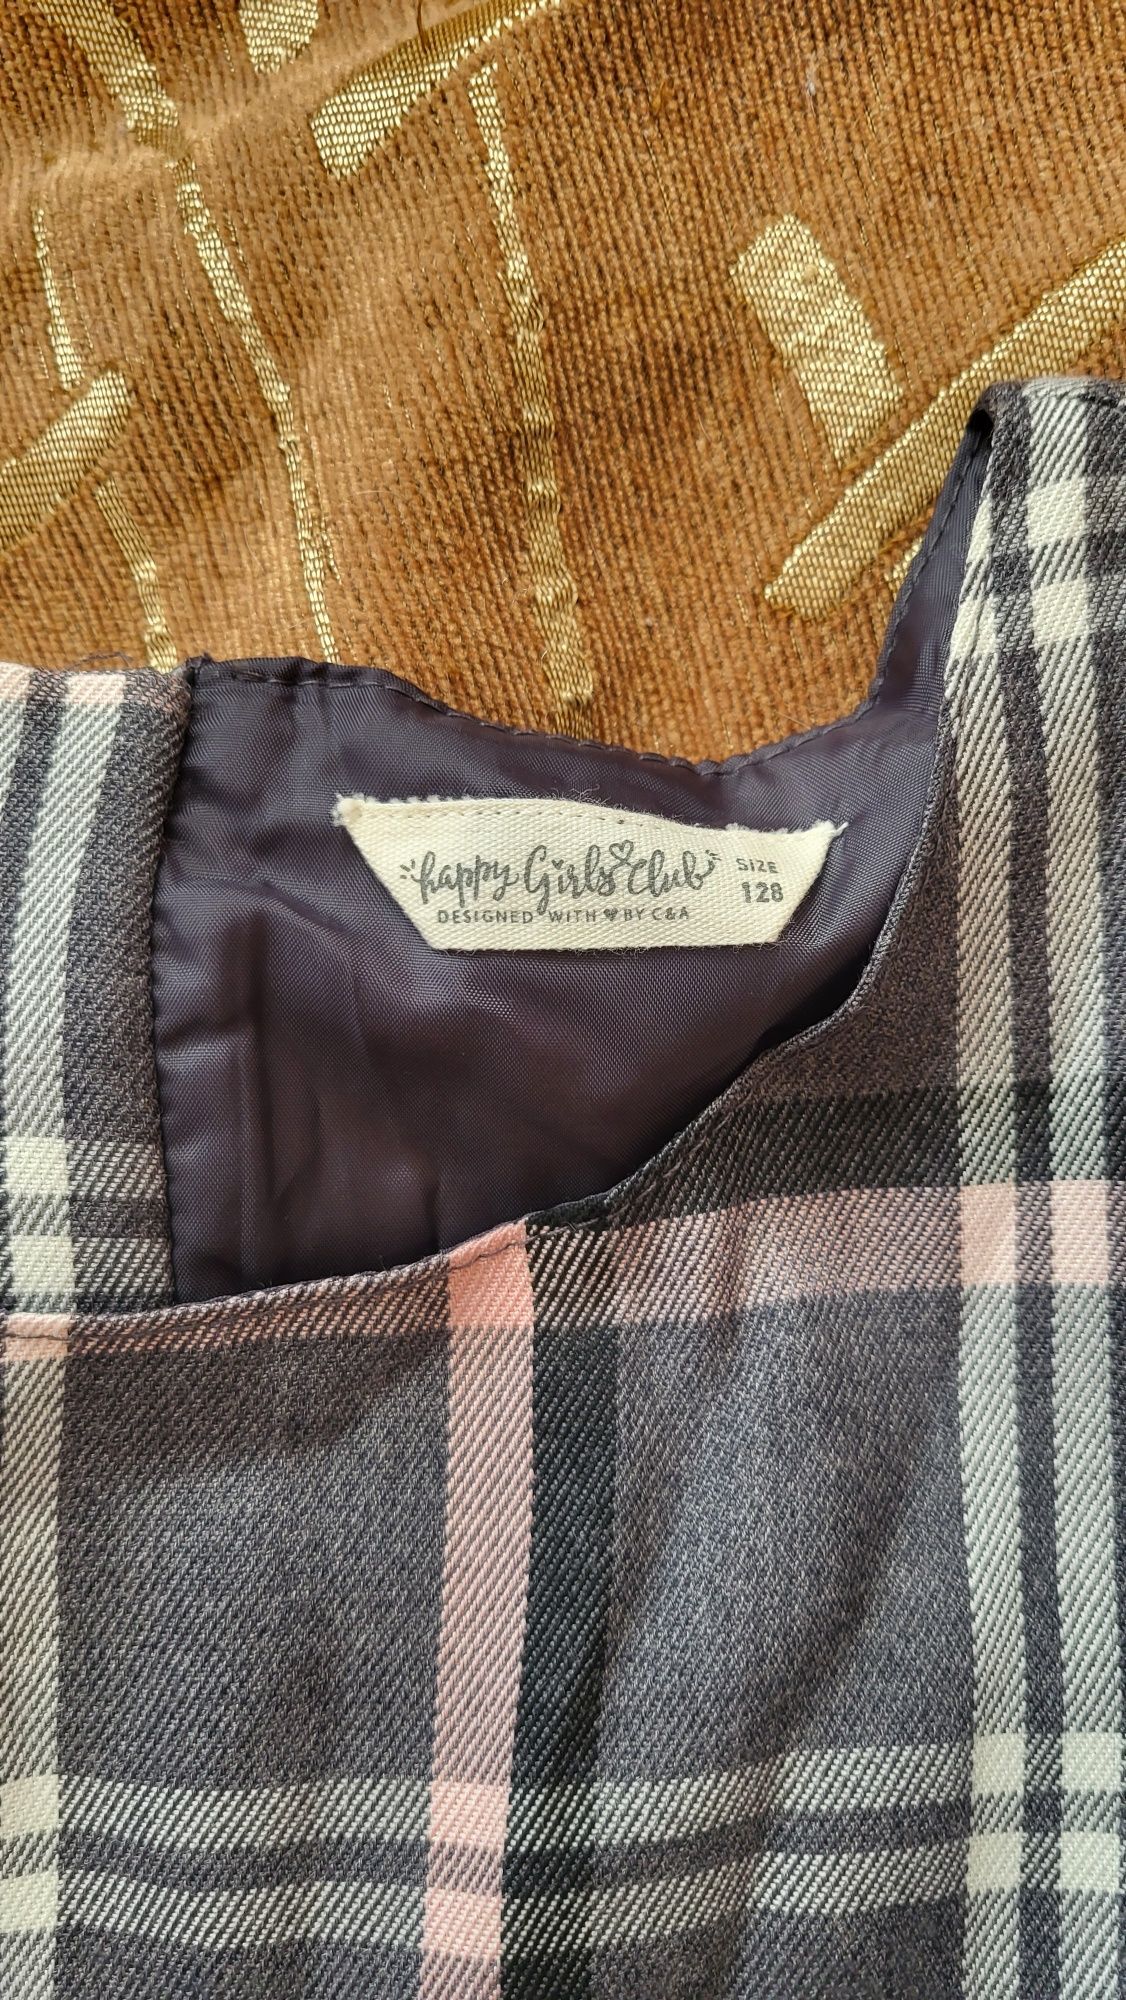 happy Girls Club
DESIGNED WITH ♥ BY C&A
SIZE
128